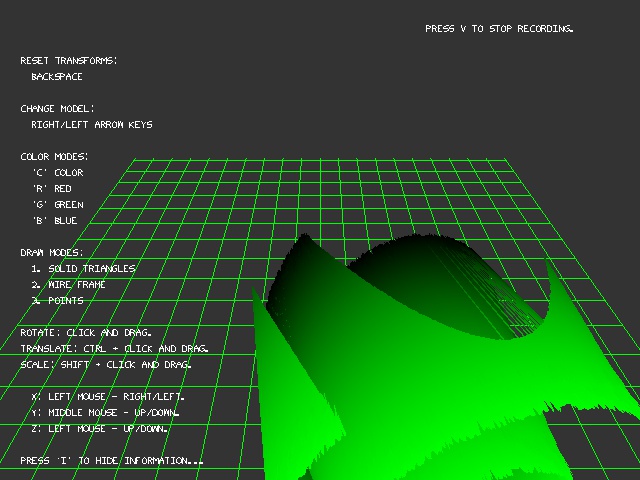 PRESS V TO STOP RECORDING.
RESET TRANSFORMS:
BACKSPACE
CHANGE MODEL:
RIGHT/LEFT ARROW KEYS
COLOR MODES:
'C' COLOR
'R' RED
'G' GREEN
'B' BLUE
DRAW MODES:
1. SOLID TRIANGLES
2. WIRE FRAME
3. POINTS
ROTATE: CLICK AND DRAG.
TRANSLATE: CTRL + CLICK AND DRAG.
SCALE: SHIFT + CLICK AND DRAG.
X: LEFT MOUSE - RIGHT/LEFT.
Y: MIDDLE MOUSE - UP/DOWN.
Z: LEFT MOUSE - UP/DOWN.
PRESS 'I' TO HIDE INFORMATION...